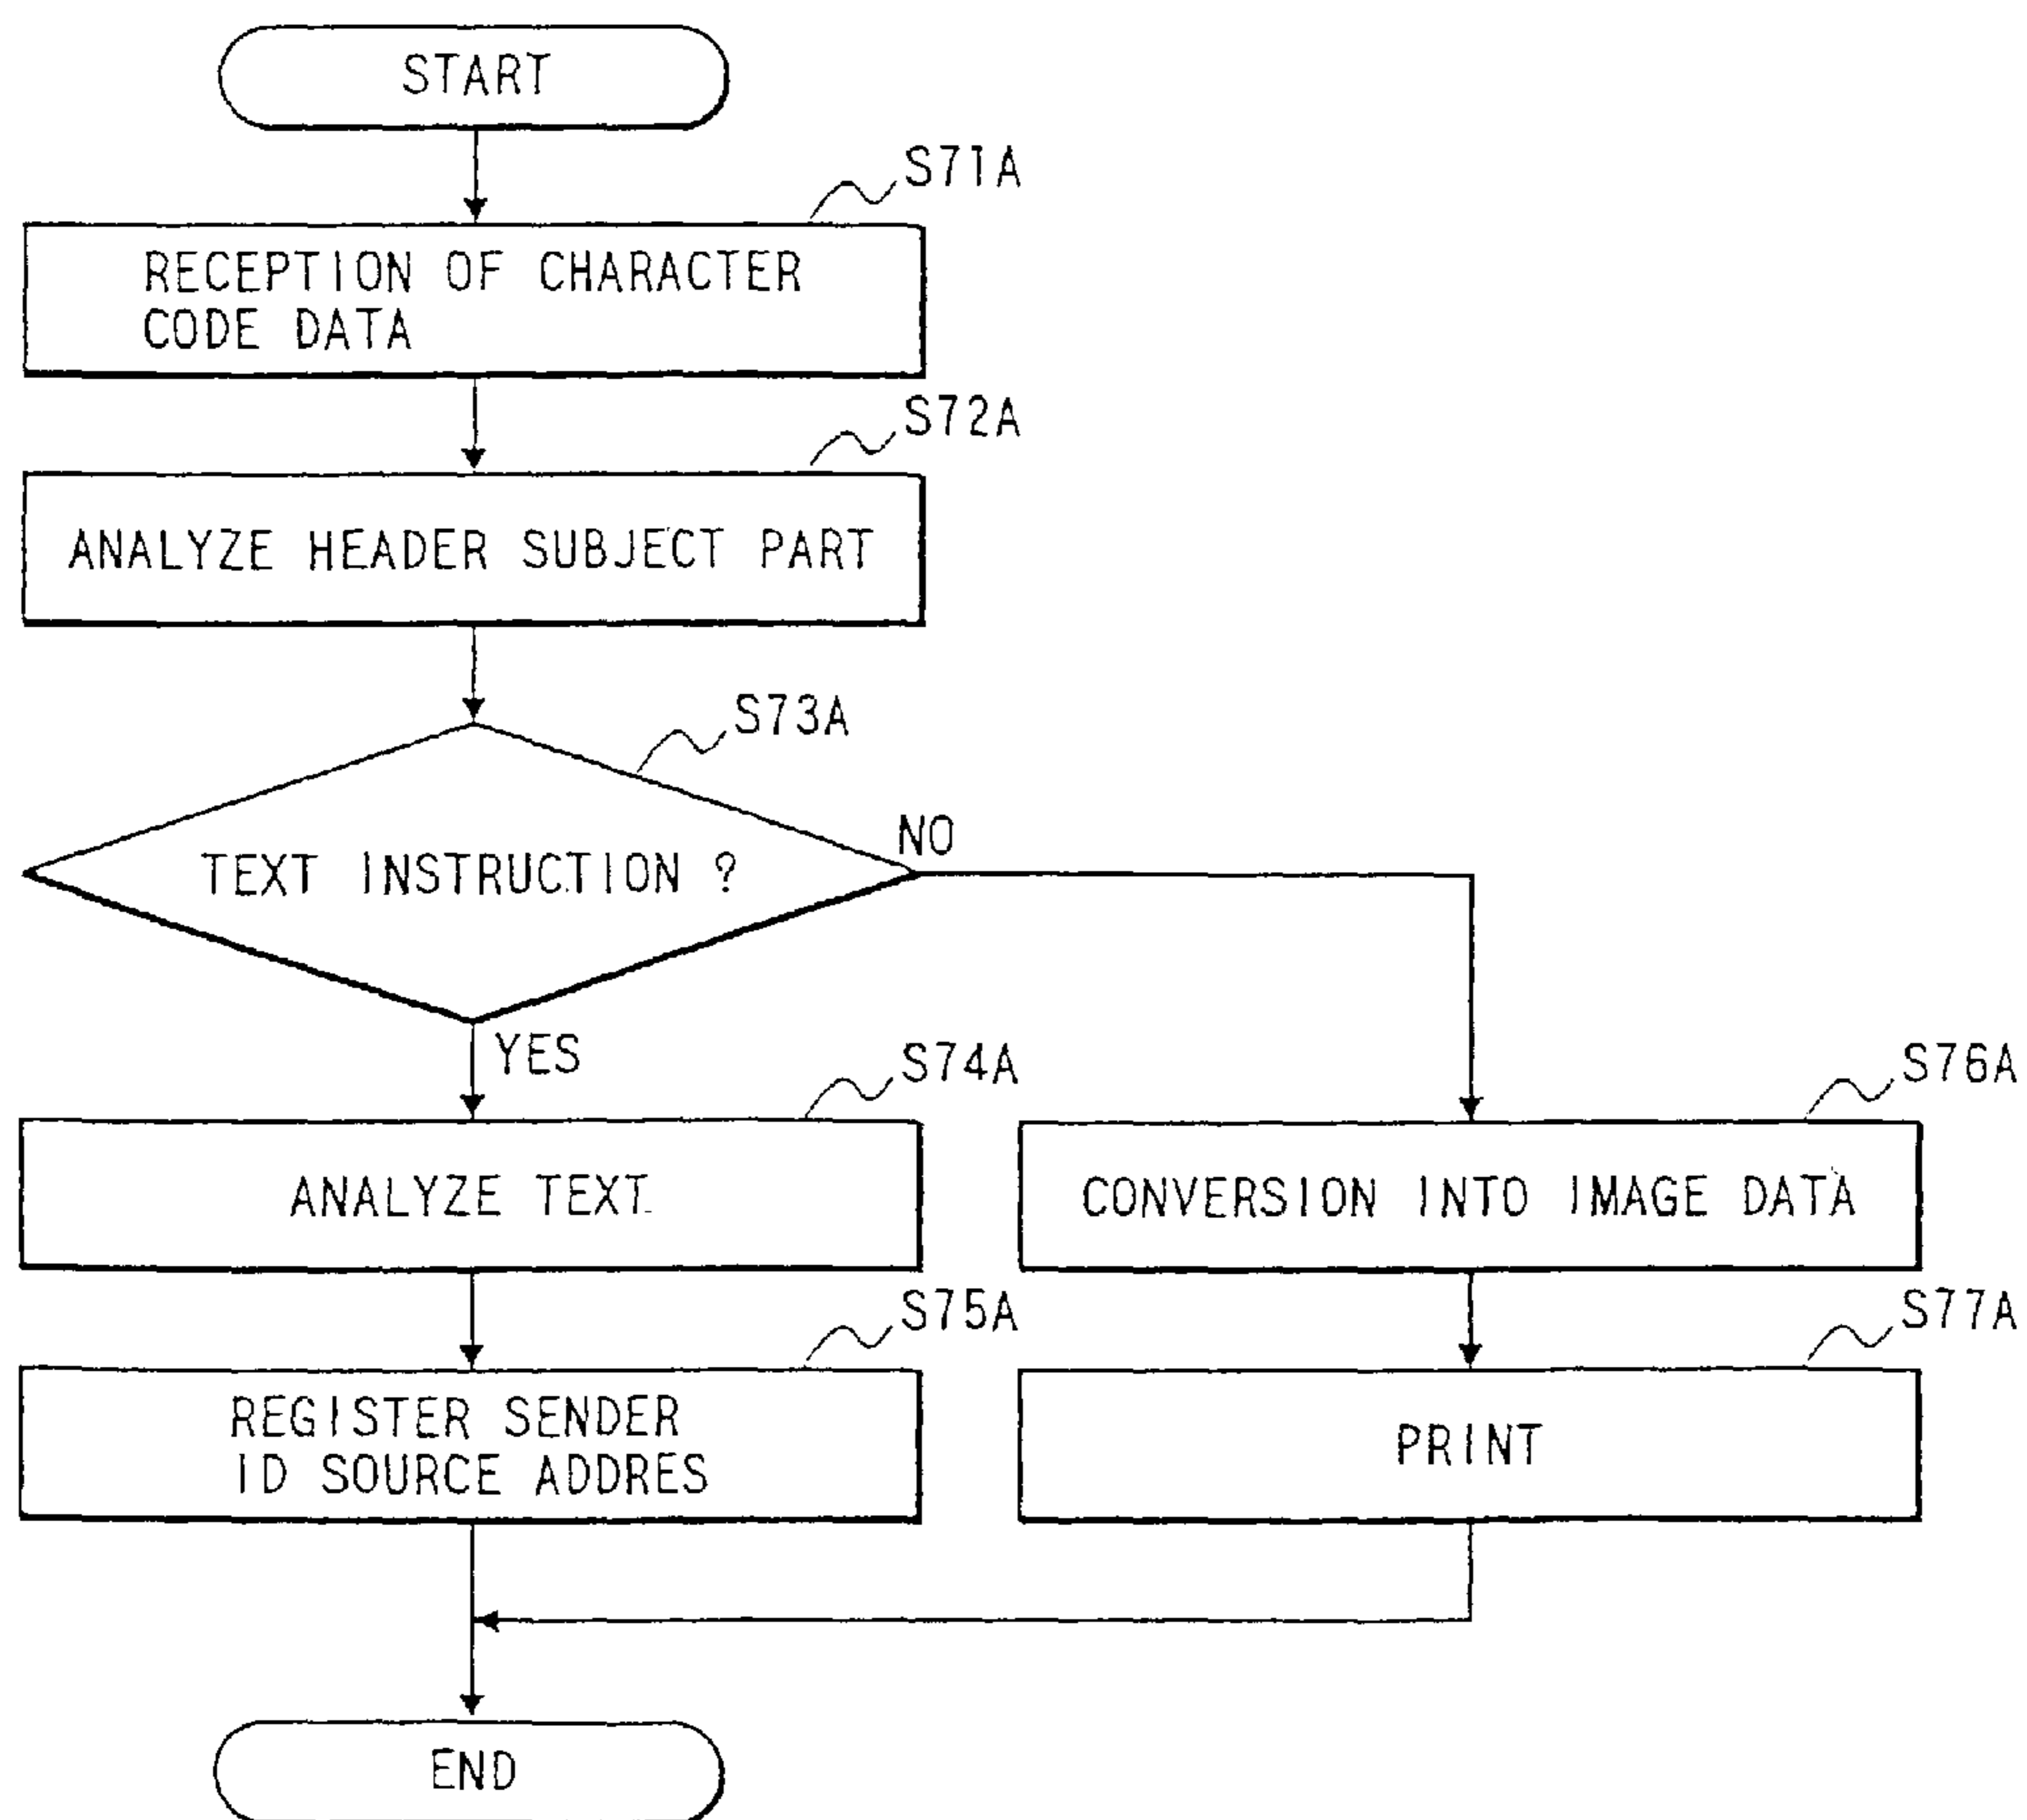 START
S71A
RECEPTION OF CHARACTER
CODE DATA
S72A
ANALYZE HEADER SUBJECT PART
S73A
TEXT INSTRUCTION ?
NO
YES
S74A
ANALYZE TEXT
S76A
CONVERSION INTO IMAGE DATA
S75A
REGISTER SENDER
ID SOURCE ADDRES
S77A
PRINT
END